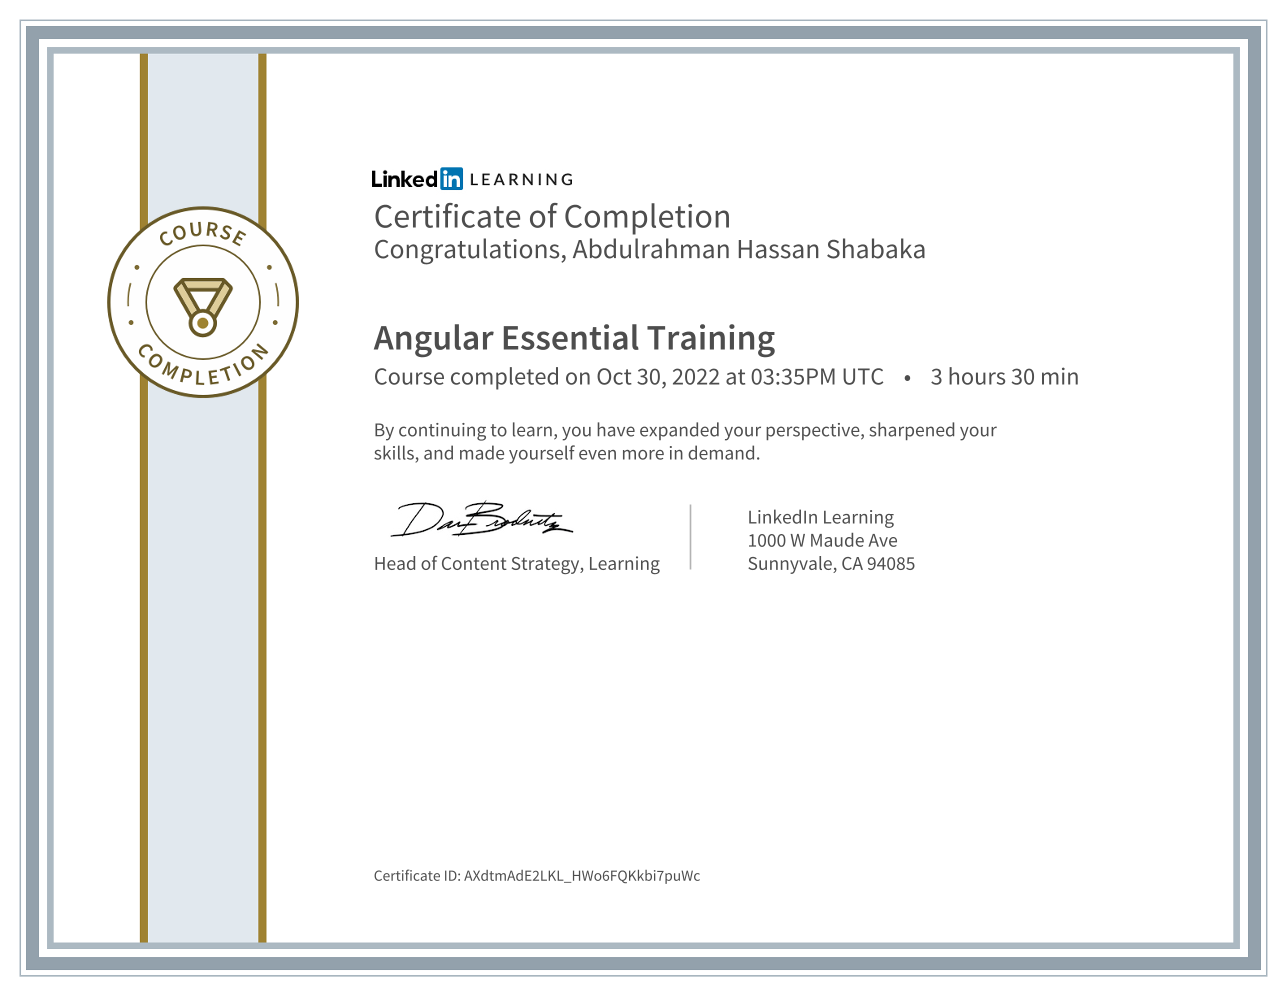 COURSE
COMPLETION
Linked in LEARNING
Certificate of Completion
Congratulations, Abdulrahman Hassan Shabaka
Angular Essential Training
Course completed on Oct 30, 2022 at 03:35PM UTC • 3 hours 30 min
By continuing to learn, you have expanded your perspective, sharpened your
skills, and made yourself even more in demand.
Head of Content Strategy, Learning
LinkedIn Learning
1000 W Maude Ave
Sunnyvale, CA 94085
Certificate ID: AXdtmAdE2LKL_HWo6FQKkbi7puWc